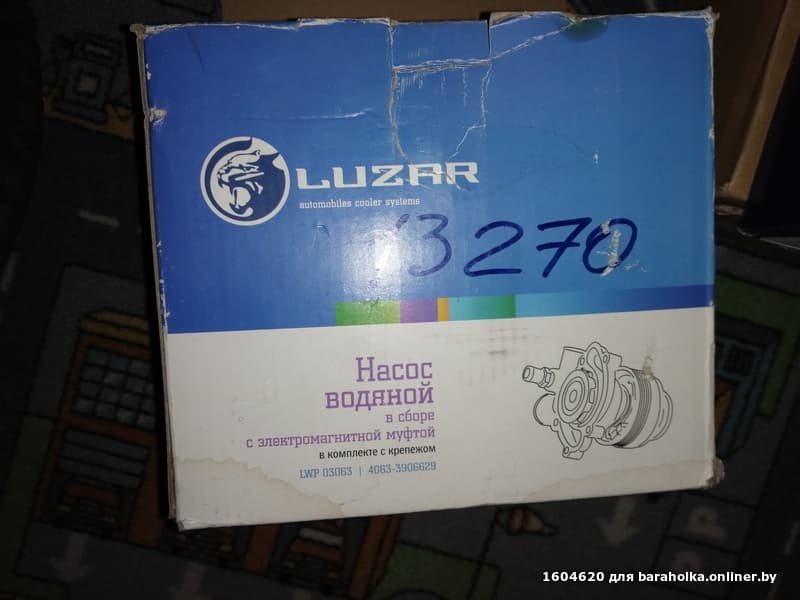 LUZAR
automobiles cooler systems
13270
Насос
водяной
в сборе
с электромагнитной муфтой
в комплекте с крепежом
LWP 03063 | 4063-3906629
1604620 для baraholka.onliner.by